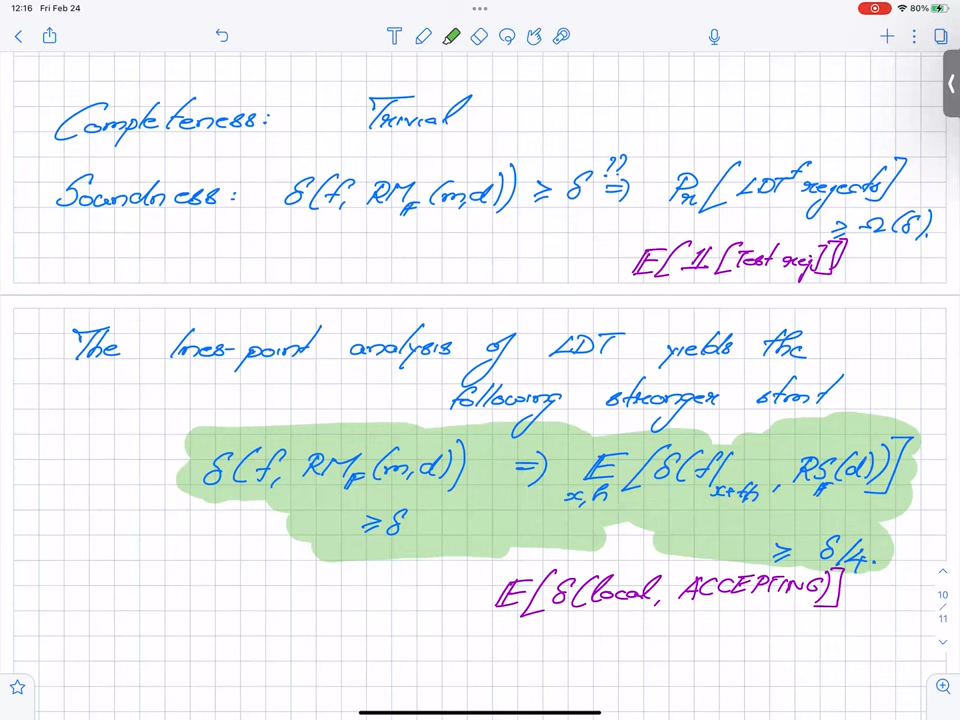 12:16 Fri Feb 24
80%
Completeness: Trivial
Soundness: δ(f, RM_F(m,d)) ≥ δ ??⇒ Pr[LDT^f rejects]
≥ Ω(δ).
𝔼[𝟙[Test rej]]
The lines-point analysis of LDT yields the
following stronger stmt
δ(f, RM_F(m,d)) ⇒ 𝔼_{x,h}[δ(f|_{x+th}, RS_F(d))]
≥ δ
≥ δ/4.
𝔼[δ(local, ACCEPTING)]
10
/
11